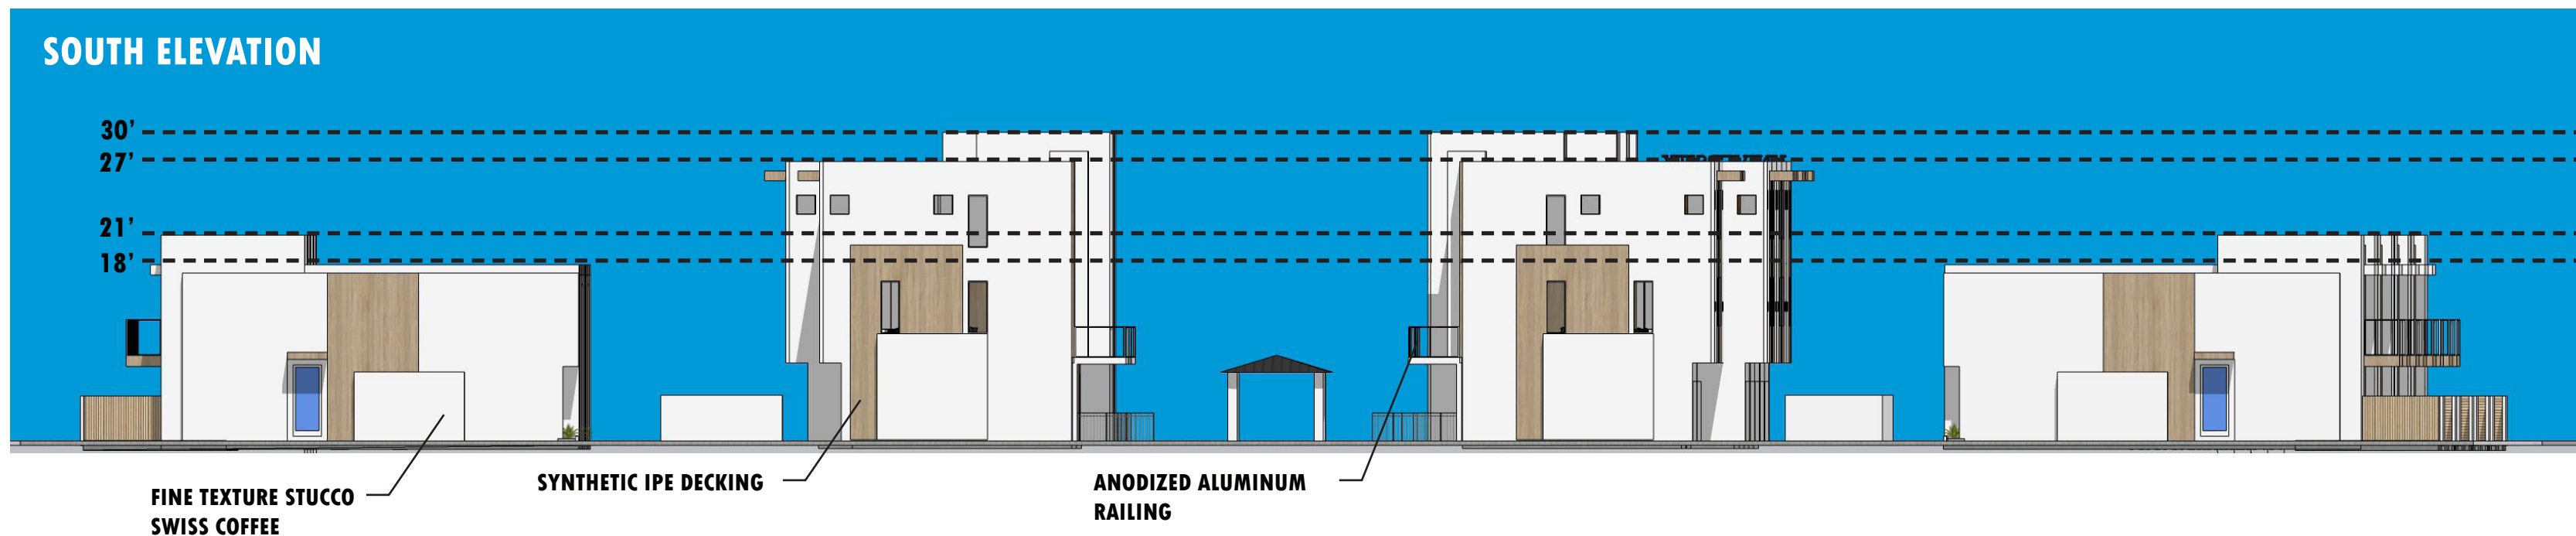 SOUTH ELEVATION
30’
27’
21’
18’
FINE TEXTURE STUCCO
SWISS COFFEE
SYNTHETIC IPE DECKING
ANODIZED ALUMINUM
RAILING